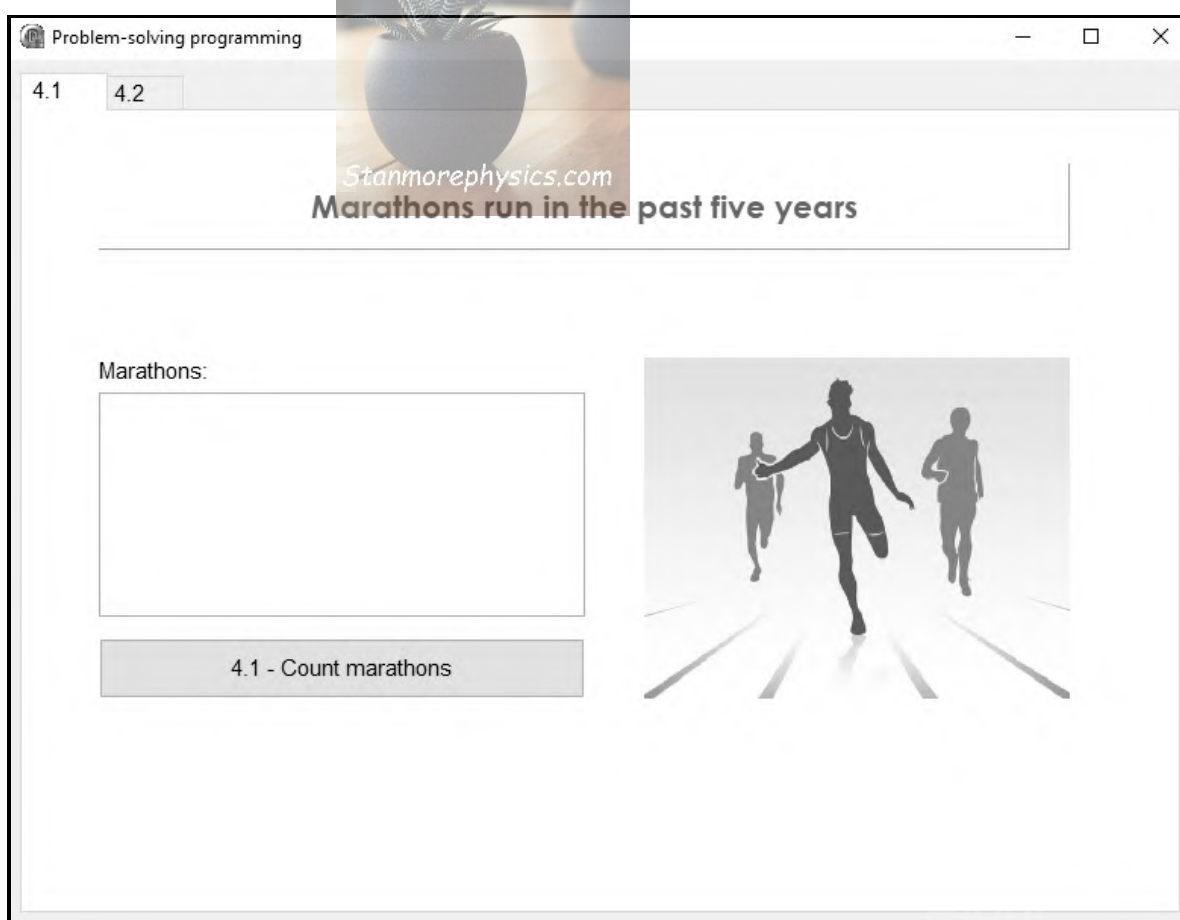 Problem-solving programming
4.1 4.2
Stanmorephysics.com
Marathons run in the past five years
Marathons:
4.1 - Count marathons